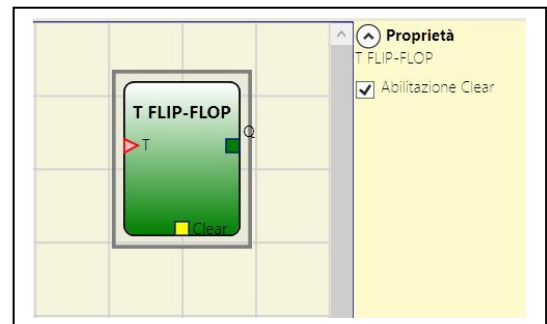 Proprietà
T FLIP-FLOP
Abilitazione Clear
T FLIP-FLOP
Q
T
Clear